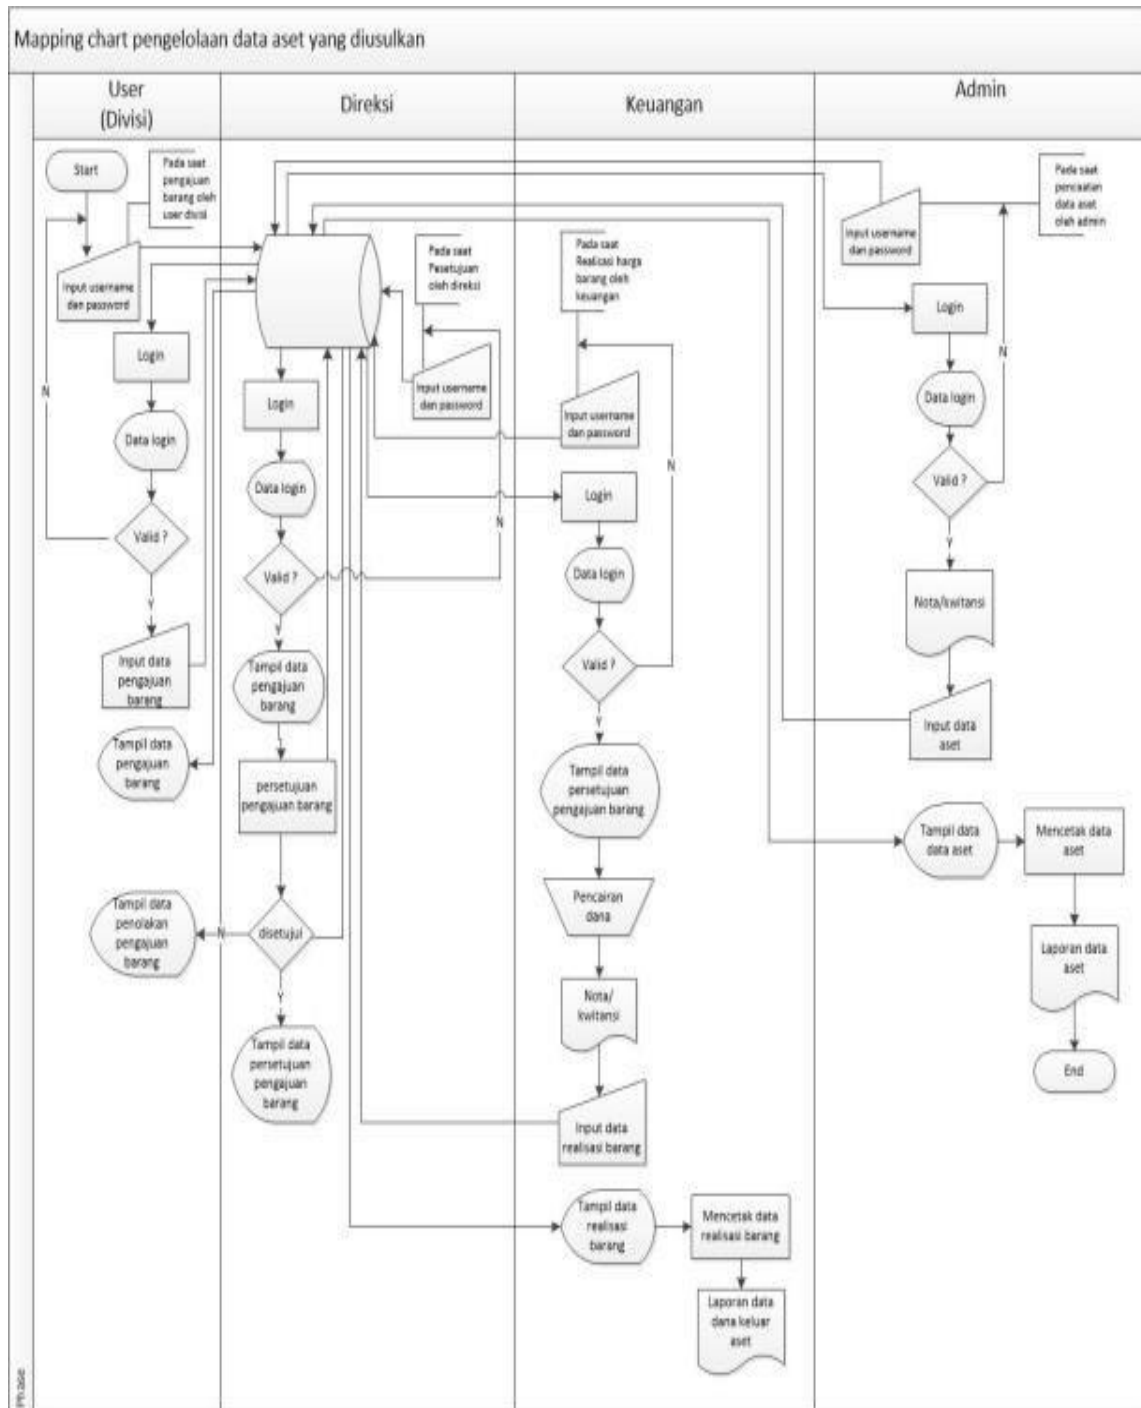 Mapping chart pengelolaan data aset yang diusulkan
User
(Divisi)
Direksi
Keuangan
Admin
Start
Pada saat
pengajuan
barang oleh
user divisi
Input username
dan password
Login
Data login
N
Valid ?
Y
Input data
pengajuan
barang
Tampil data
pengajuan
barang
Tampil data
penolakan
pengajuan
barang
Pada saat
Pesetujuan
oleh direksi
Input username
dan password
Login
Data login
N
Valid ?
Y
Tampil data
pengajuan
barang
persetujuan
pengajuan barang
N
disetujui
Y
Tampil data
persetujuan
pengajuan
barang
Pada saat
Realisasi harga
barang oleh
keuangan
Input username
dan password
N
Login
Data login
Valid ?
Y
Tampil data
persetujuan
pengajuan barang
Pencairan
dana
Nota/
kwitansi
Input data
realisasi barang
Tampil data
realisasi
barang
Mencetak data
realisasi barang
Laporan data
dana keluar
aset
Pada saat
pencaatan
data aset
oleh admin
Input username
dan password
Login
N
Data login
Valid ?
Y
Nota/kwitansi
Input data
aset
Tampil data
data aset
Mencetak data
aset
Laporan data
aset
End
Phase